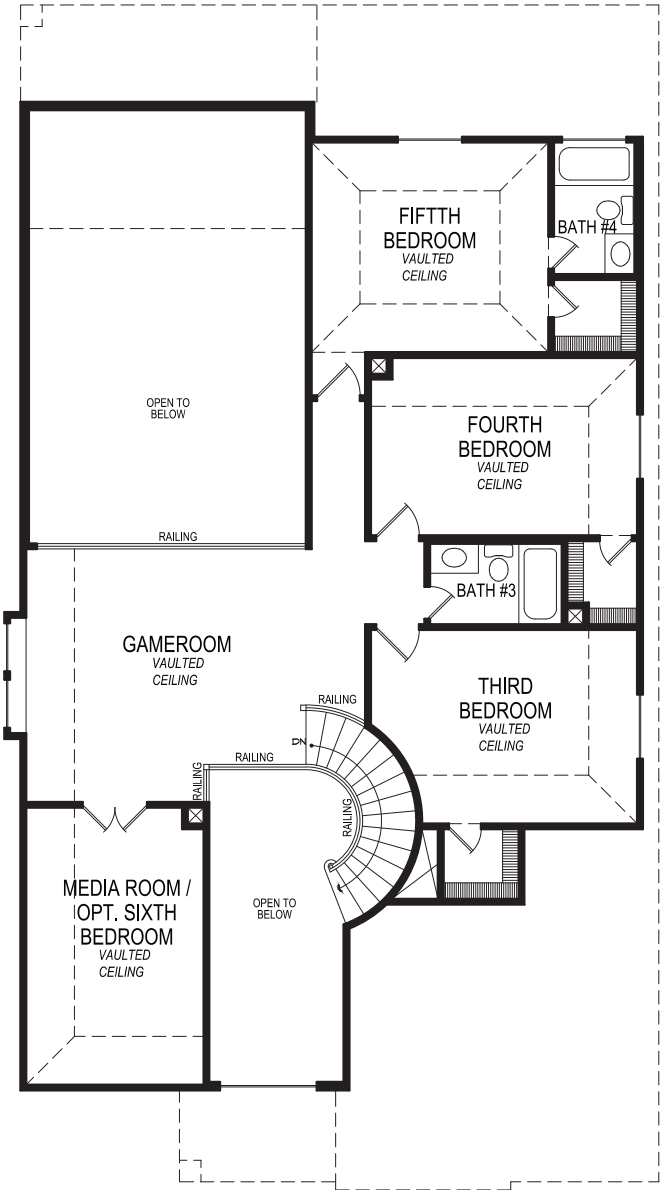 FIFTTH
BEDROOM
VAULTED
CEILING
BATH #4
OPEN TO
BELOW
FOURTH
BEDROOM
VAULTED
CEILING
RAILING
BATH #3
GAMEROOM
VAULTED
CEILING
THIRD
BEDROOM
VAULTED
CEILING
RAILING
RAILING
RAILING
RAILING
MEDIA ROOM /
OPT. SIXTH
BEDROOM
VAULTED
CEILING
OPEN TO
BELOW